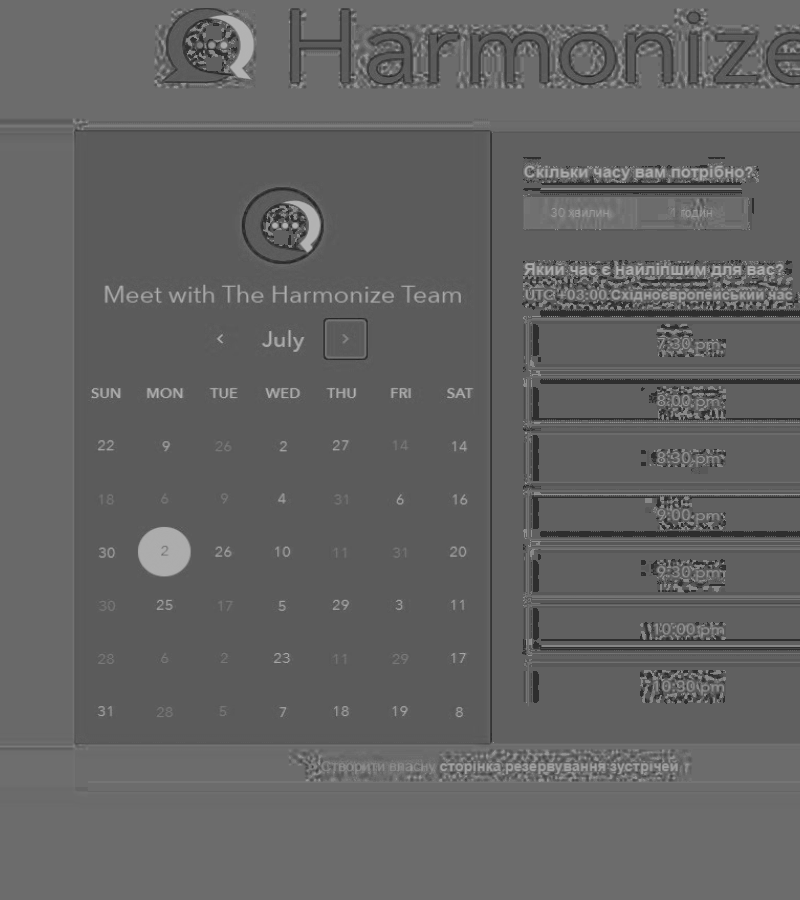 Harmonize
Meet with The Harmonize Team
July
SUN MON TUE WED THU FRI SAT
22 9 26 2 27 14 14
18 6 9 4 31 6 16
30 2 26 10 11 31 20
30 25 17 5 29 3 11
28 6 2 23 11 29 17
31 28 5 7 18 19 8
Скільки часу вам потрібно?
30 хвилин 1 годин
Який час є найліпшим для вас?
UTC +03:00 Східноєвропейський час
7:30 pm
8:00 pm
8:30 pm
9:00 pm
9:30 pm
10:00 pm
10:30 pm
Створити власну сторінка резервування зустрічей